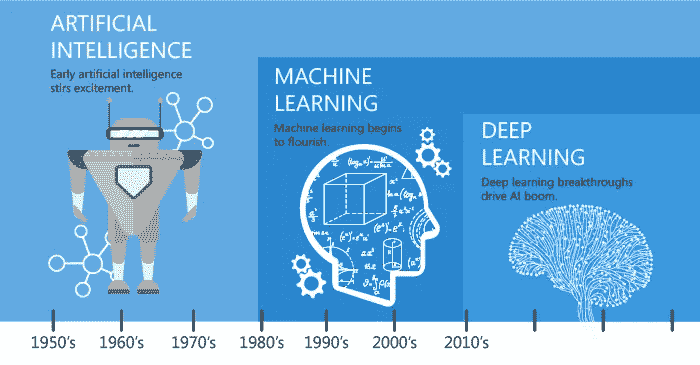 ARTIFICIAL
INTELLIGENCE
Early artificial intelligence
stirs excitement.
MACHINE
LEARNING
Machine learning begins
to flourish.
DEEP
LEARNING
Deep learning breakthroughs
drive AI boom.
1950's 1960's 1970's 1980's 1990's 2000's 2010's